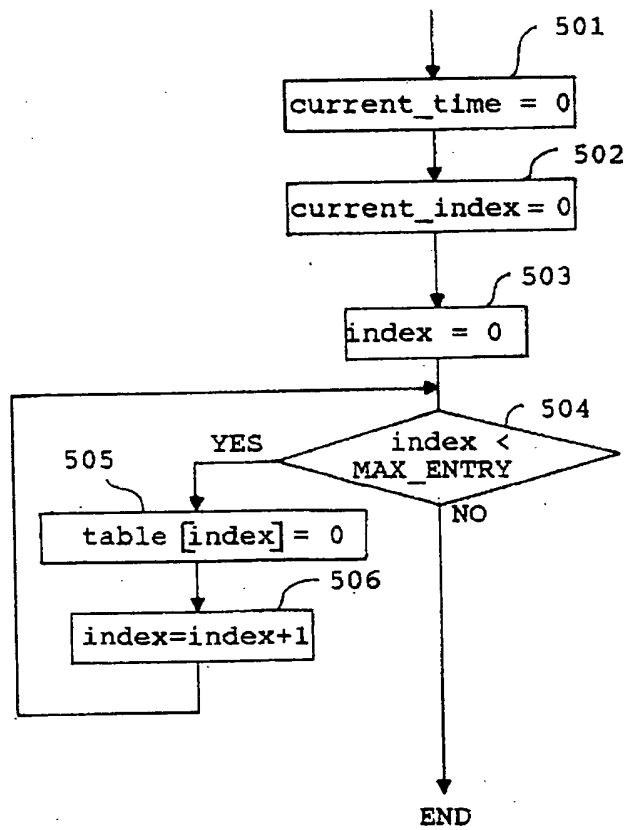 501
current_time = 0
502
current_index = 0
503
index = 0
504
index <
MAX_ENTRY
YES
NO
505
table [index] = 0
506
index=index+1
END